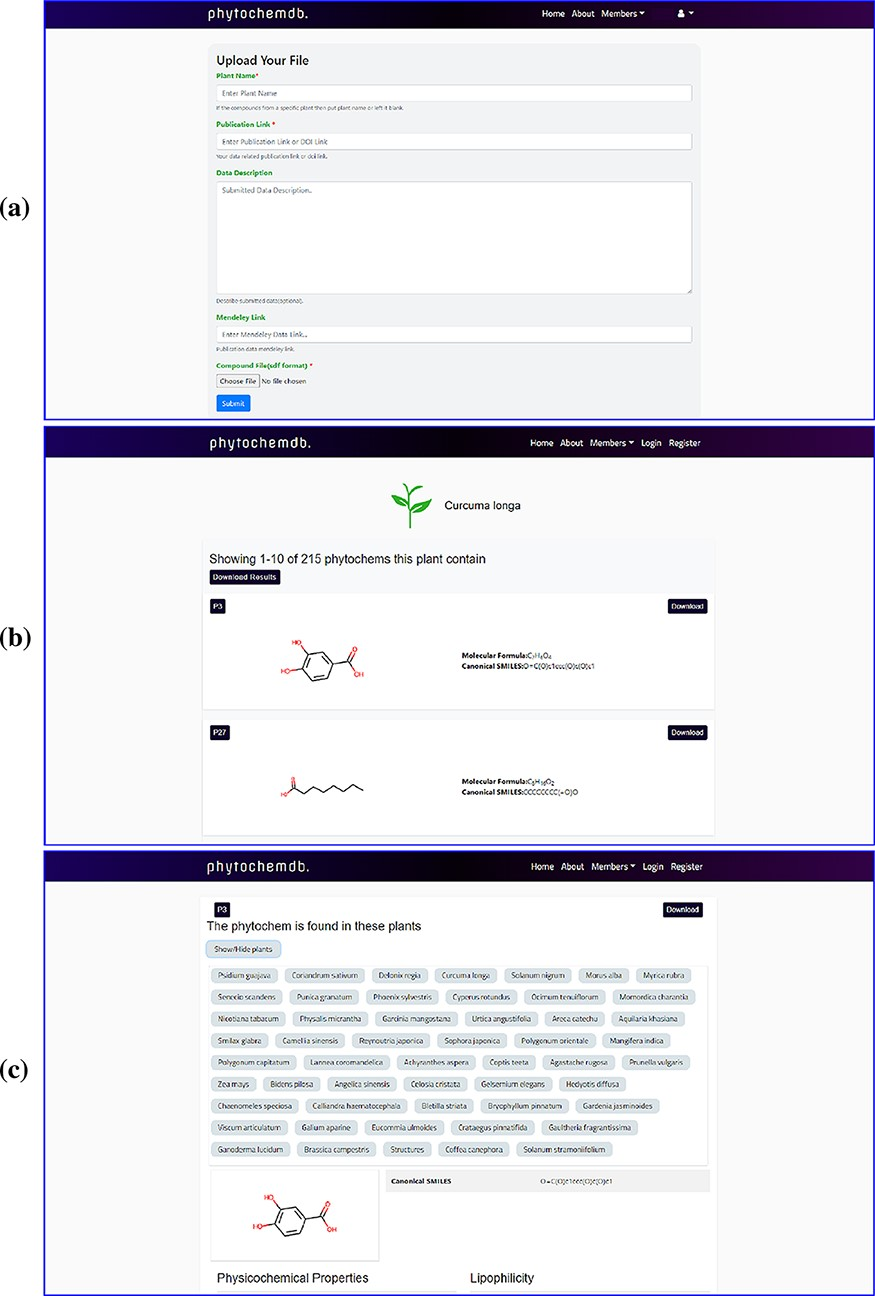 (a)
phytochemdb.
Home About Members
Upload Your File
Plant Name*
Enter Plant Name
If the compounds from a specific plant then put plant name or left it blank.
Publication Link *
Enter Publication Link or DOI Link
Your data related publication link or doi link.
Data Description
Submitted Data Description..
Describe submitted data(optional).
Mendeley Link
Enter Mendeley Data Link...
Publication data mendeley link.
Compound File(sdf format) *
Choose File No file chosen
Submit
(b)
phytochemdb.
Home About Members Login Register
Curcuma longa
Showing 1-10 of 215 phytochems this plant contain
Download Results
P3 Download
HO
HO
O
OH
Molecular Formula:C7H6O4
Canonical SMILES:O=C(O)c1ccc(O)c(O)c1
P27 Download
O
HO
Molecular Formula:C8H16O2
Canonical SMILES:CCCCCCCC(=O)O
(c)
phytochemdb.
Home About Members Login Register
P3 Download
The phytochem is found in these plants
Show/Hide plants
Psidium guajava Coriandrum sativum Delonix regia Curcuma longa Solanum nigrum Morus alba Myrica rubra
Senecio scandens Punica granatum Phoenix sylvestris Cyperus rotundus Ocimum tenuiflorum Momordica charantia
Nicotiana tabacum Physalis micrantha Garcinia mangostana Urtica angustifolia Areca catechu Aquilaria khasiana
Smilax glabra Camellia sinensis Reynoutria japonica Sophora japonica Polygonum orientale Mangifera indica
Polygonum capitatum Lannea coromandelica Achyranthes aspera Coptis teeta Agastache rugosa Prunella vulgaris
Zea mays Bidens pilosa Angelica sinensis Celosia cristata Gelsemium elegans Hedyotis diffusa
Chaenomeles speciosa Calliandra haematocephala Bletilla striata Bryophyllum pinnatum Gardenia jasminoides
Viscum articulatum Galium aparine Eucommia ulmoides Crataegus pinnatifida Gaultheria fragrantissima
Ganoderma lucidum Brassica campestris Structures Coffea canephora Solanum stramoniifolium
Canonical SMILES O=C(O)c1ccc(O)c(O)c1
HO
HO
O
OH
Physicochemical Properties Lipophilicity